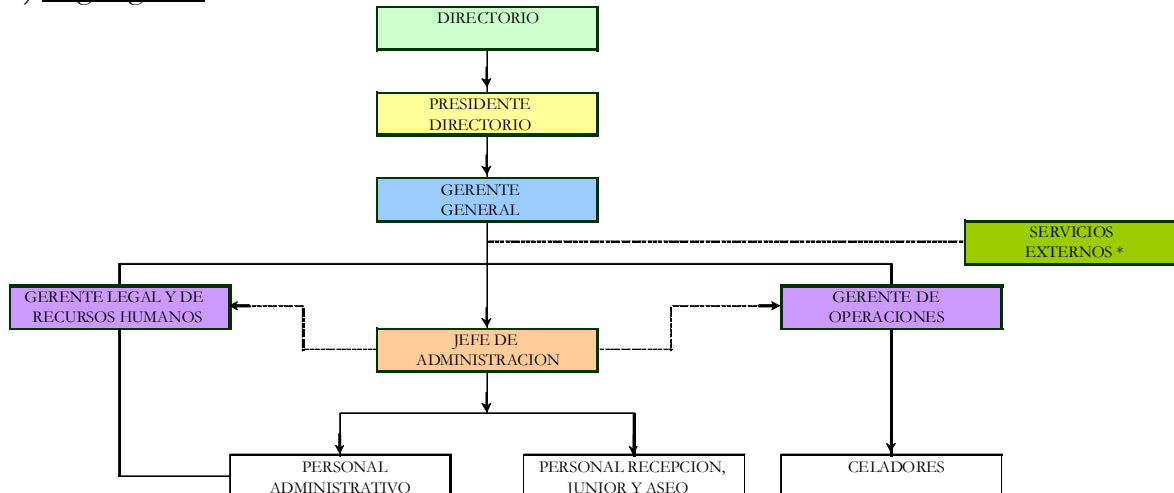 DIRECTORIO
PRESIDENTE
DIRECTORIO
GERENTE
GENERAL
SERVICIOS
EXTERNOS *
GERENTE LEGAL Y DE
RECURSOS HUMANOS
GERENTE DE
OPERACIONES
JEFE DE
ADMINISTRACION
PERSONAL
ADMINISTRATIVO
PERSONAL RECEPCION,
JUNIOR Y ASEO
CELADORES